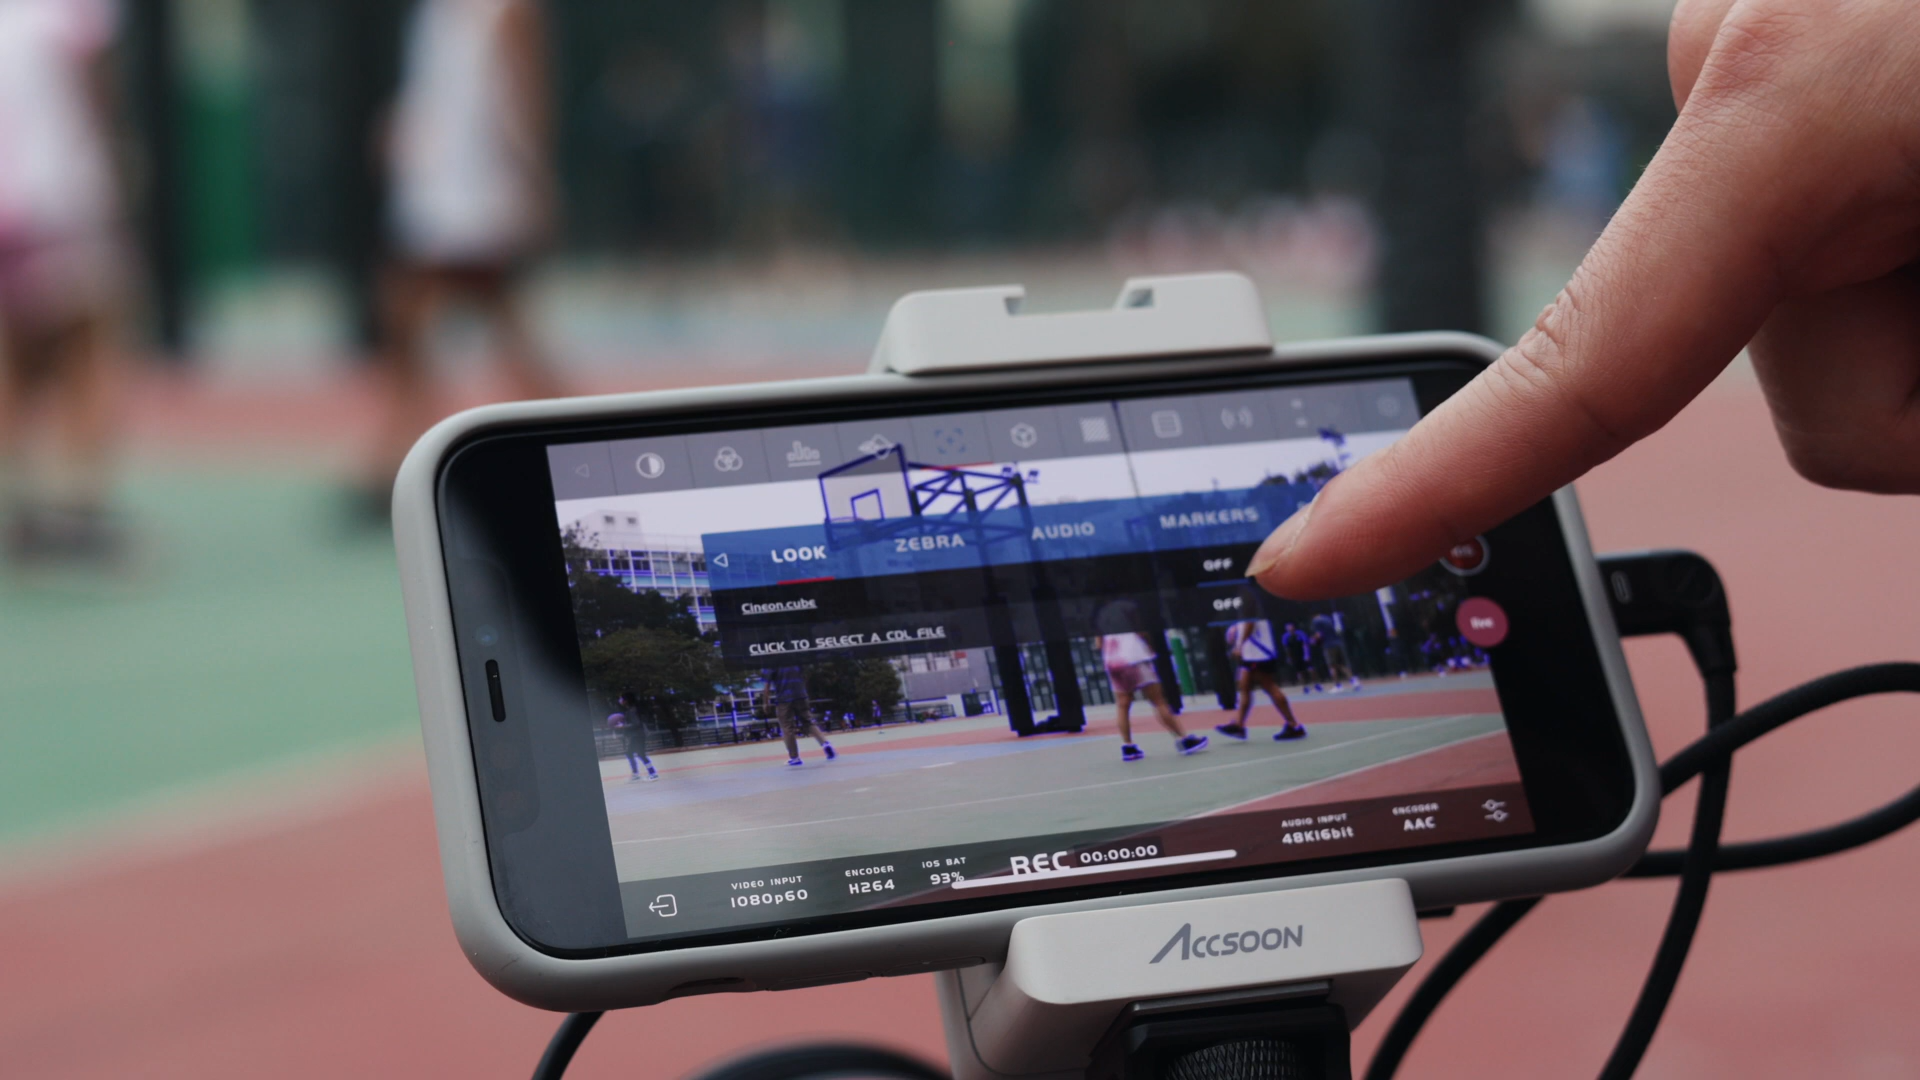 LOOK ZEBRA AUDIO MARKERS
Cineon.cube OFF
CLICK TO SELECT A CDL FILE OFF
live
VIDEO INPUT
1080p60
ENCODER
H264
iOS BAT
93%
REC 00:00:00
AUDIO INPUT
48K16bit
ENCODER
AAC
ACCSOON